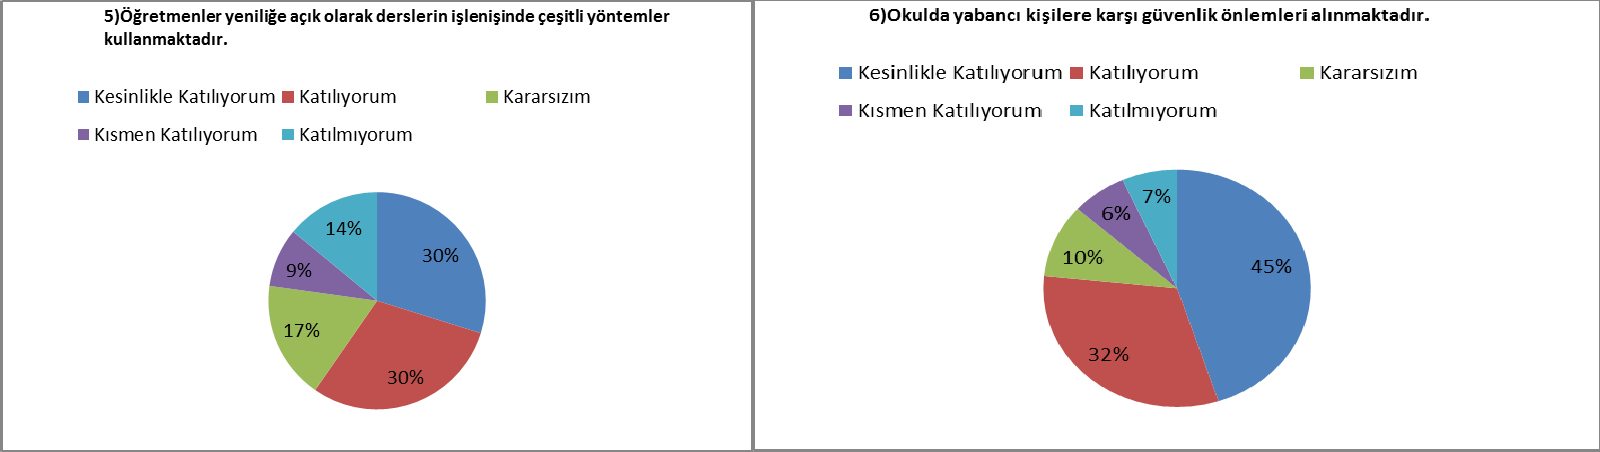 5)Öğretmenler yeniliğe açık olarak derslerin işlenişinde çeşitli yöntemler
kullanmaktadır.
Kesinlikle Katılıyorum Katılıyorum Kararsızım
Kısmen Katılıyorum Katılmıyorum
14%
30%
9%
17%
30%
6)Okulda yabancı kişilere karşı güvenlik önlemleri alınmaktadır.
Kesinlikle Katılıyorum Katılıyorum Kararsızım
Kısmen Katılıyorum Katılmıyorum
7%
6%
10%
45%
32%